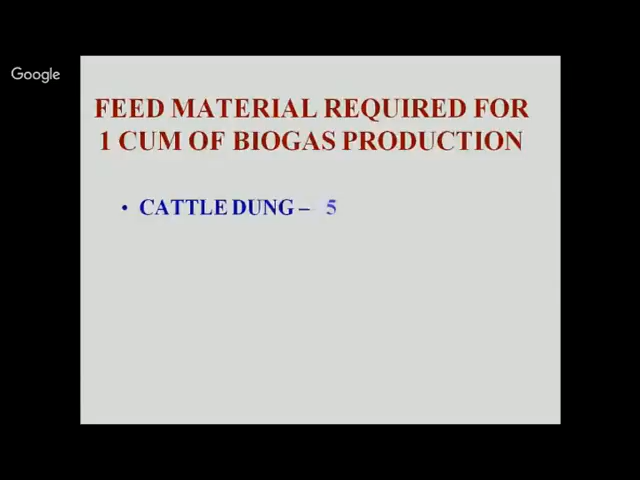 Google
FEED MATERIAL REQUIRED FOR
1 CUM OF BIOGAS PRODUCTION
• CATTLE DUNG – 5